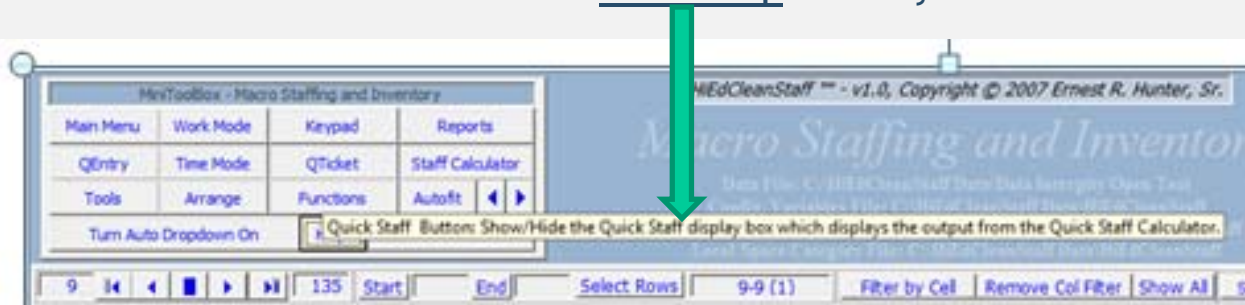 MiniToolBox - Macro Staffing and Inventory
HiEdCleanStaff ™ - v1.0, Copyright © 2007 Ernest R. Hunter, Sr.
Main Menu Work Mode Keypad Reports
Macro Staffing and Inventor
QEntry Time Mode QTicket Staff Calculator
Tools Arrange Functions Autofit
Turn Auto Dropdown On
Quick Staff Button: Show/Hide the Quick Staff display box which displays the output from the Quick Staff Calculator.
9 135 Start End Select Rows 9-9 (1) Filter by Cell Remove Col Filter Show All S